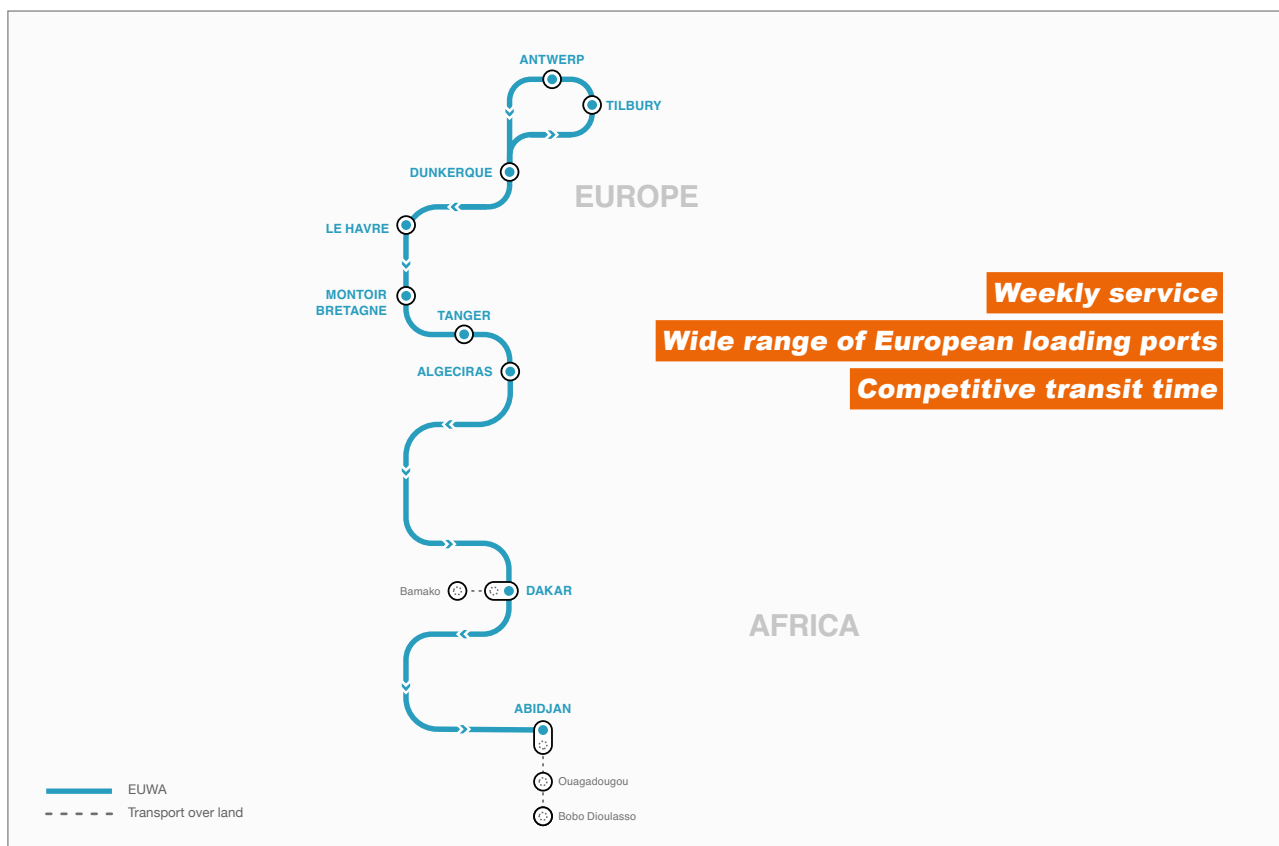 ANTWERP
TILBURY
DUNKERQUE
EUROPE
LE HAVRE
MONTOIR
BRETAGNE
TANGER
ALGECIRAS
Weekly service
Wide range of European loading ports
Competitive transit time
Bamako
DAKAR
AFRICA
ABIDJAN
Ouagadougou
Bobo Dioulasso
EUWA
Transport over land